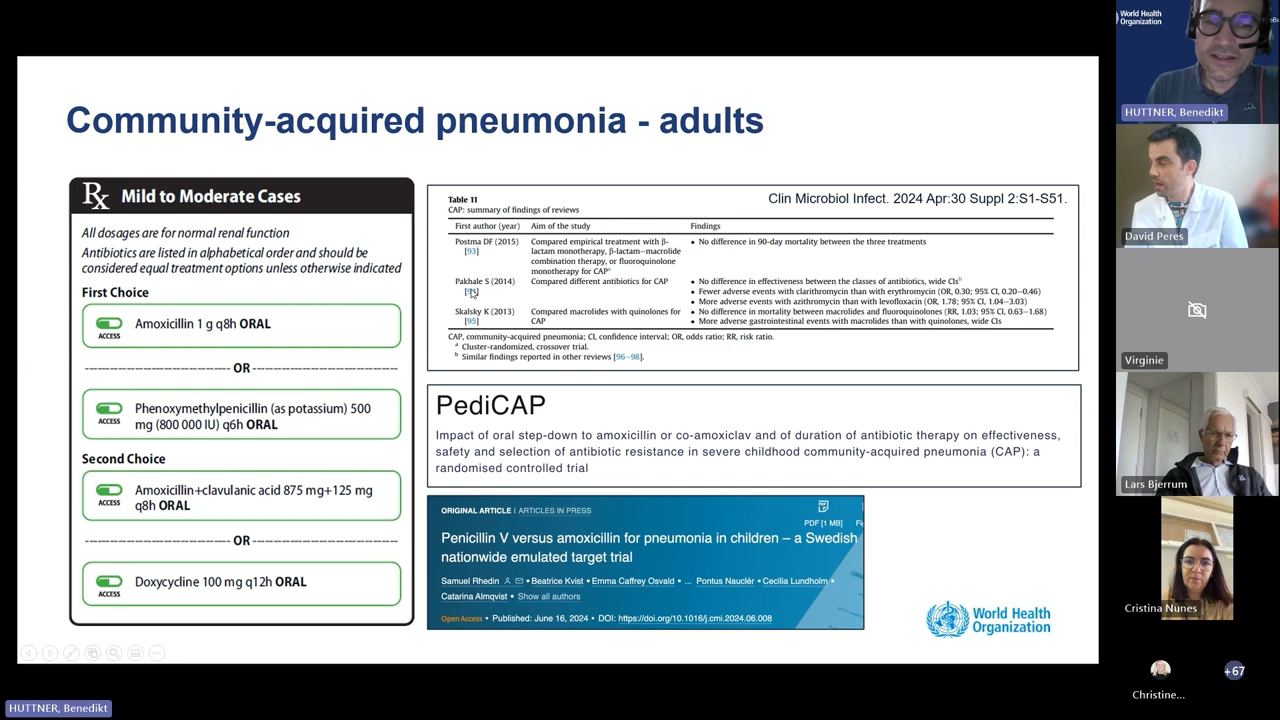 Community-acquired pneumonia - adults
Rx Mild to Moderate Cases
All dosages are for normal renal function
Antibiotics are listed in alphabetical order and should be
considered equal treatment options unless otherwise indicated
First Choice
ACCESS
Amoxicillin 1 g q8h ORAL
OR
ACCESS
Phenoxymethylpenicillin (as potassium) 500
mg (800 000 IU) q6h ORAL
Second Choice
ACCESS
Amoxicillin+clavulanic acid 875 mg+125 mg
q8h ORAL
OR
ACCESS
Doxycycline 100 mg q12h ORAL
Clin Microbiol Infect. 2024 Apr:30 Suppl 2:S1-S51.
Table 11
CAP: summary of findings of reviews
First author (year) Aim of the study Findings
Postma DF (2015) Compared empirical treatment with β- • No difference in 90-day mortality between the three treatments
[93] lactam monotherapy, β-lactam–macrolide
combination therapy, or fluoroquinolone
monotherapy for CAPa
Pakhale S (2014) Compared different antibiotics for CAP • No difference in effectiveness between the classes of antibiotics, wide CIsb
• Fewer adverse events with clarithromycin than with erythromycin (OR, 0.30; 95% CI, 0.20–0.46)
• More adverse events with azithromycin than with levofloxacin (OR, 1.78; 95% CI, 1.04–3.03)
Skalsky K (2013) Compared macrolides with quinolones for • No difference in mortality between macrolides and fluoroquinolones (RR, 1.03; 95% CI, 0.63–1.68)
[95] CAP • More adverse gastrointestinal events with macrolides than with quinolones, wide CIs
CAP, community-acquired pneumonia; CI, confidence interval; OR, odds ratio; RR, risk ratio.
a Cluster-randomized, crossover trial.
b Similar findings reported in other reviews [96–98].
PediCAP
Impact of oral step-down to amoxicillin or co-amoxiclav and of duration of antibiotic therapy on effectiveness,
safety and selection of antibiotic resistance in severe childhood community-acquired pneumonia (CAP): a
randomised controlled trial
ORIGINAL ARTICLE | ARTICLES IN PRESS
PDF [1 MB]
Penicillin V versus amoxicillin for pneumonia in children – a Swedish
nationwide emulated target trial
Samuel Rhedin • Beatrice Kvist • Emma Caffrey Osvald • ... Pontus Nauclér • Cecilia Lundholm •
Catarina Almqvist • Show all authors
Open Access • Published: June 16, 2024 • DOI: https://doi.org/10.1016/j.cmi.2024.06.008
World Health
Organization
World Health
Organization
HUTTNER, Benedikt
David Peres
Virginie
Lars Bjerrum
Cristina Nunes
Christine...
+67
HUTTNER, Benedikt